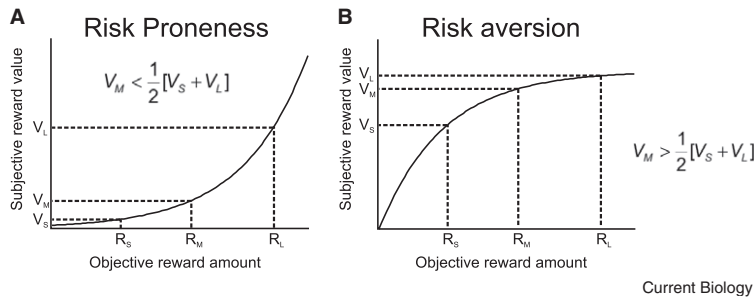 A Risk Proneness
V_M < 1/2 [V_S + V_L]
Subjective reward value
V_L
V_M
V_S
R_S R_M R_L
Objective reward amount
B Risk aversion
Subjective reward value
V_L
V_M
V_S
V_M > 1/2 [V_S + V_L]
R_S R_M R_L
Objective reward amount
Current Biology